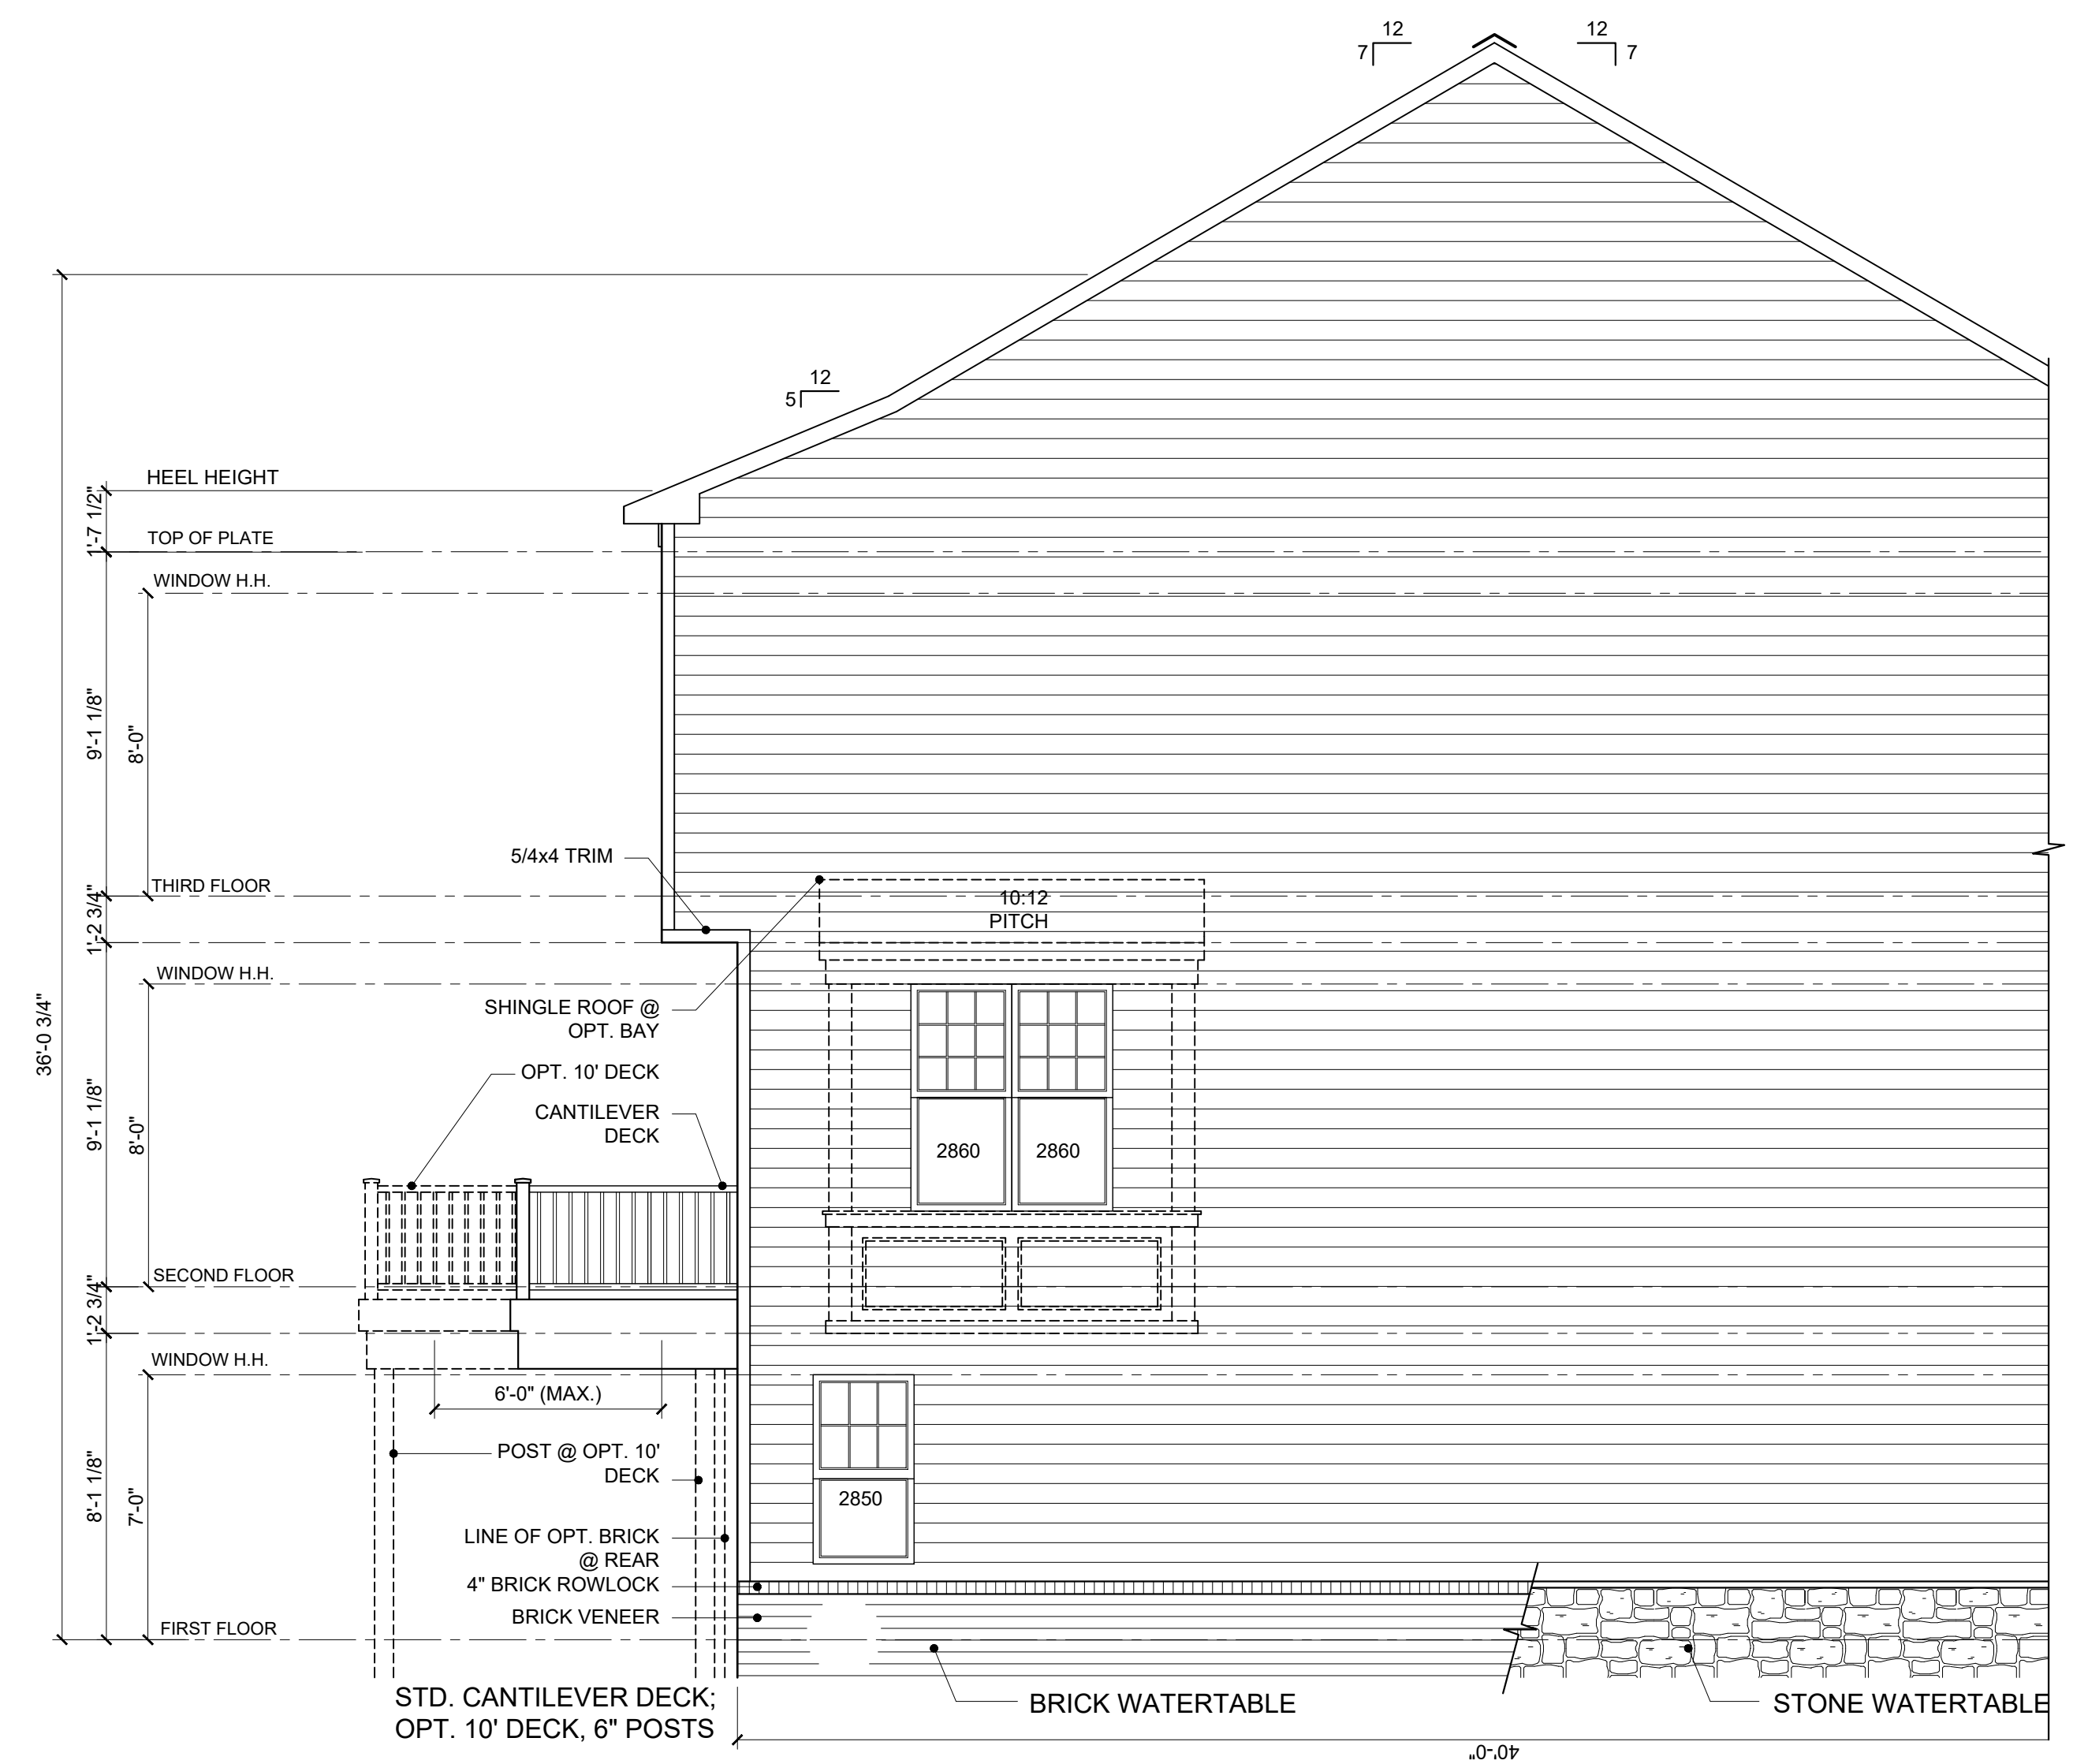 12
7
12
7
12
5
HEEL HEIGHT
1'-7 1/2"
TOP OF PLATE
WINDOW H.H.
9'-1 1/8"
8'-0"
5/4x4 TRIM
THIRD FLOOR
1'-2 3/4"
10:12
PITCH
WINDOW H.H.
SHINGLE ROOF @
OPT. BAY
36'-0 3/4"
OPT. 10' DECK
CANTILEVER
DECK
9'-1 1/8"
8'-0"
2860
2860
SECOND FLOOR
1'-2 3/4"
WINDOW H.H.
6'-0" (MAX.)
POST @ OPT. 10'
DECK
8'-1 1/8"
7'-0"
2850
LINE OF OPT. BRICK
@ REAR
4" BRICK ROWLOCK
BRICK VENEER
FIRST FLOOR
STD. CANTILEVER DECK;
OPT. 10' DECK, 6" POSTS
BRICK WATERTABLE
STONE WATERTABLE
40'-0"